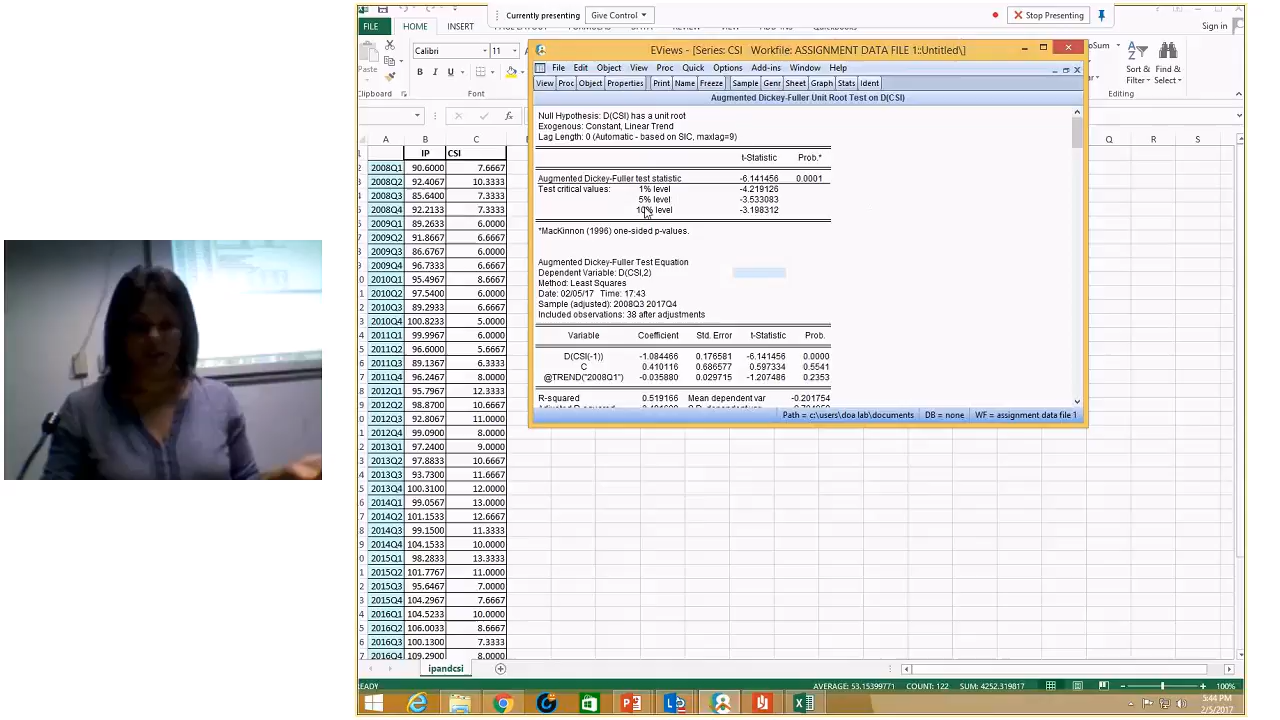 Currently presenting Give Control Stop Presenting
Sign in
FILE HOME INSERT
Calibri 11
Paste
B I U
Clipboard Font
Sort & Find &
Filter Select
Editing
EViews - [Series: CSI Workfile: ASSIGNMENT DATA FILE 1::Untitled\]
File Edit Object View Proc Quick Options Add-ins Window Help
View Proc Object Properties Print Name Freeze Sample Genr Sheet Graph Stats Ident
Augmented Dickey-Fuller Unit Root Test on D(CSI)
Null Hypothesis: D(CSI) has a unit root
Exogenous: Constant, Linear Trend
Lag Length: 0 (Automatic - based on SIC, maxlag=9)
t-Statistic Prob.*
Augmented Dickey-Fuller test statistic -6.141456 0.0001
Test critical values: 1% level -4.219126
5% level -3.533083
10% level -3.198312
*MacKinnon (1996) one-sided p-values.
Augmented Dickey-Fuller Test Equation
Dependent Variable: D(CSI,2)
Method: Least Squares
Date: 02/05/17 Time: 17:43
Sample (adjusted): 2008Q3 2017Q4
Included observations: 38 after adjustments
Variable Coefficient Std. Error t-Statistic Prob.
D(CSI(-1)) -1.084466 0.176581 -6.141456 0.0000
C 0.410116 0.686577 0.597334 0.5541
@TREND("2008Q1") -0.035880 0.029715 -1.207486 0.2353
R-squared 0.519166 Mean dependent var -0.201754
Path = c:\users\doa lab\documents DB = none WF = assignment data file 1
A B C Q R S
IP CSI
2008Q1 90.6000 7.6667
2008Q2 92.4067 10.3333
2008Q3 85.6400 7.3333
2008Q4 92.2133 7.3333
2009Q1 89.2633 6.0000
2009Q2 91.8667 6.6667
2009Q3 86.6767 6.0000
2009Q4 96.7333 6.6667
2010Q1 95.4967 8.6667
2010Q2 97.5400 6.0000
2010Q3 89.2933 6.6667
2010Q4 100.8233 5.0000
2011Q1 99.9967 6.0000
2011Q2 96.6000 5.6667
2011Q3 89.1367 6.3333
2011Q4 96.2467 8.0000
2012Q1 95.7967 12.3333
2012Q2 98.8700 10.6667
2012Q3 92.8067 11.0000
2012Q4 99.0900 8.0000
2013Q1 97.2400 9.0000
2013Q2 97.8833 10.6667
2013Q3 93.7300 11.6667
2013Q4 100.3100 12.0000
2014Q1 99.0567 13.0000
2014Q2 101.1533 12.6667
2014Q3 99.1500 11.3333
2014Q4 104.1533 10.0000
2015Q1 98.2833 13.3333
2015Q2 101.7767 11.0000
2015Q3 95.6467 7.0000
2015Q4 104.2967 7.6667
2016Q1 104.5233 10.0000
2016Q2 106.0033 8.6667
2016Q3 100.1300 7.3333
2016Q4 109.2900 8.0000
ipandcsi
EADY AVERAGE: 53.15399771 COUNT: 122 SUM: 4252.319817 100%
5:44 PM
2/5/2017